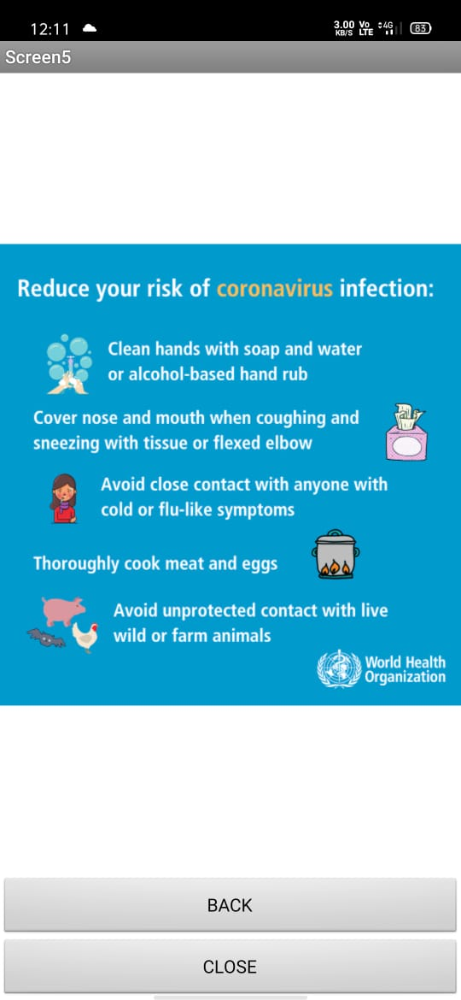 12:11
3.00 KB/S Vo LTE 4G 83
Screen5
Reduce your risk of coronavirus infection:
Clean hands with soap and water
or alcohol-based hand rub
Cover nose and mouth when coughing and
sneezing with tissue or flexed elbow
Avoid close contact with anyone with
cold or flu-like symptoms
Thoroughly cook meat and eggs
Avoid unprotected contact with live
wild or farm animals
World Health
Organization
BACK
CLOSE